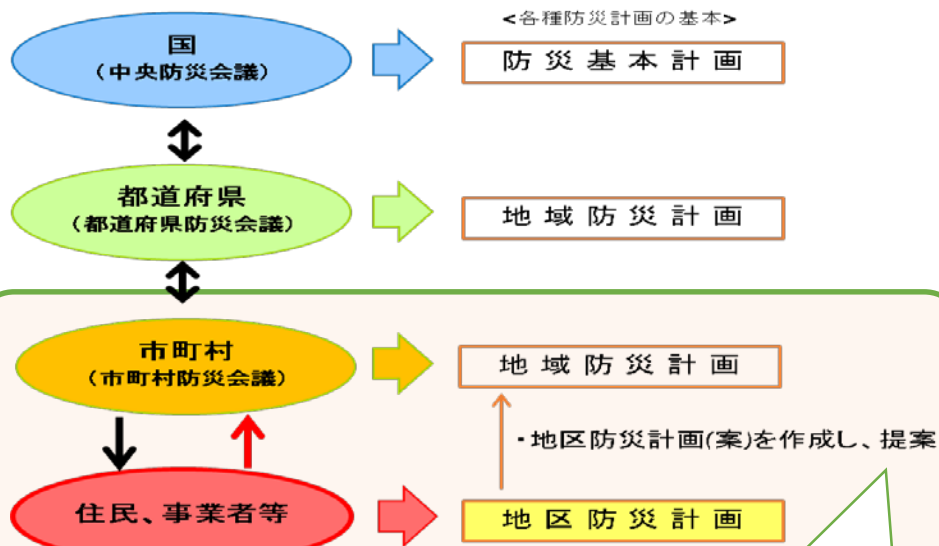 <各種防災計画の基本>
国
（中央防災会議）
防災基本計画
都道府県
（都道府県防災会議）
地域防災計画
市町村
（市町村防災会議）
地域防災計画
・地区防災計画(案)を作成し、提案
住民、事業者等
地区防災計画